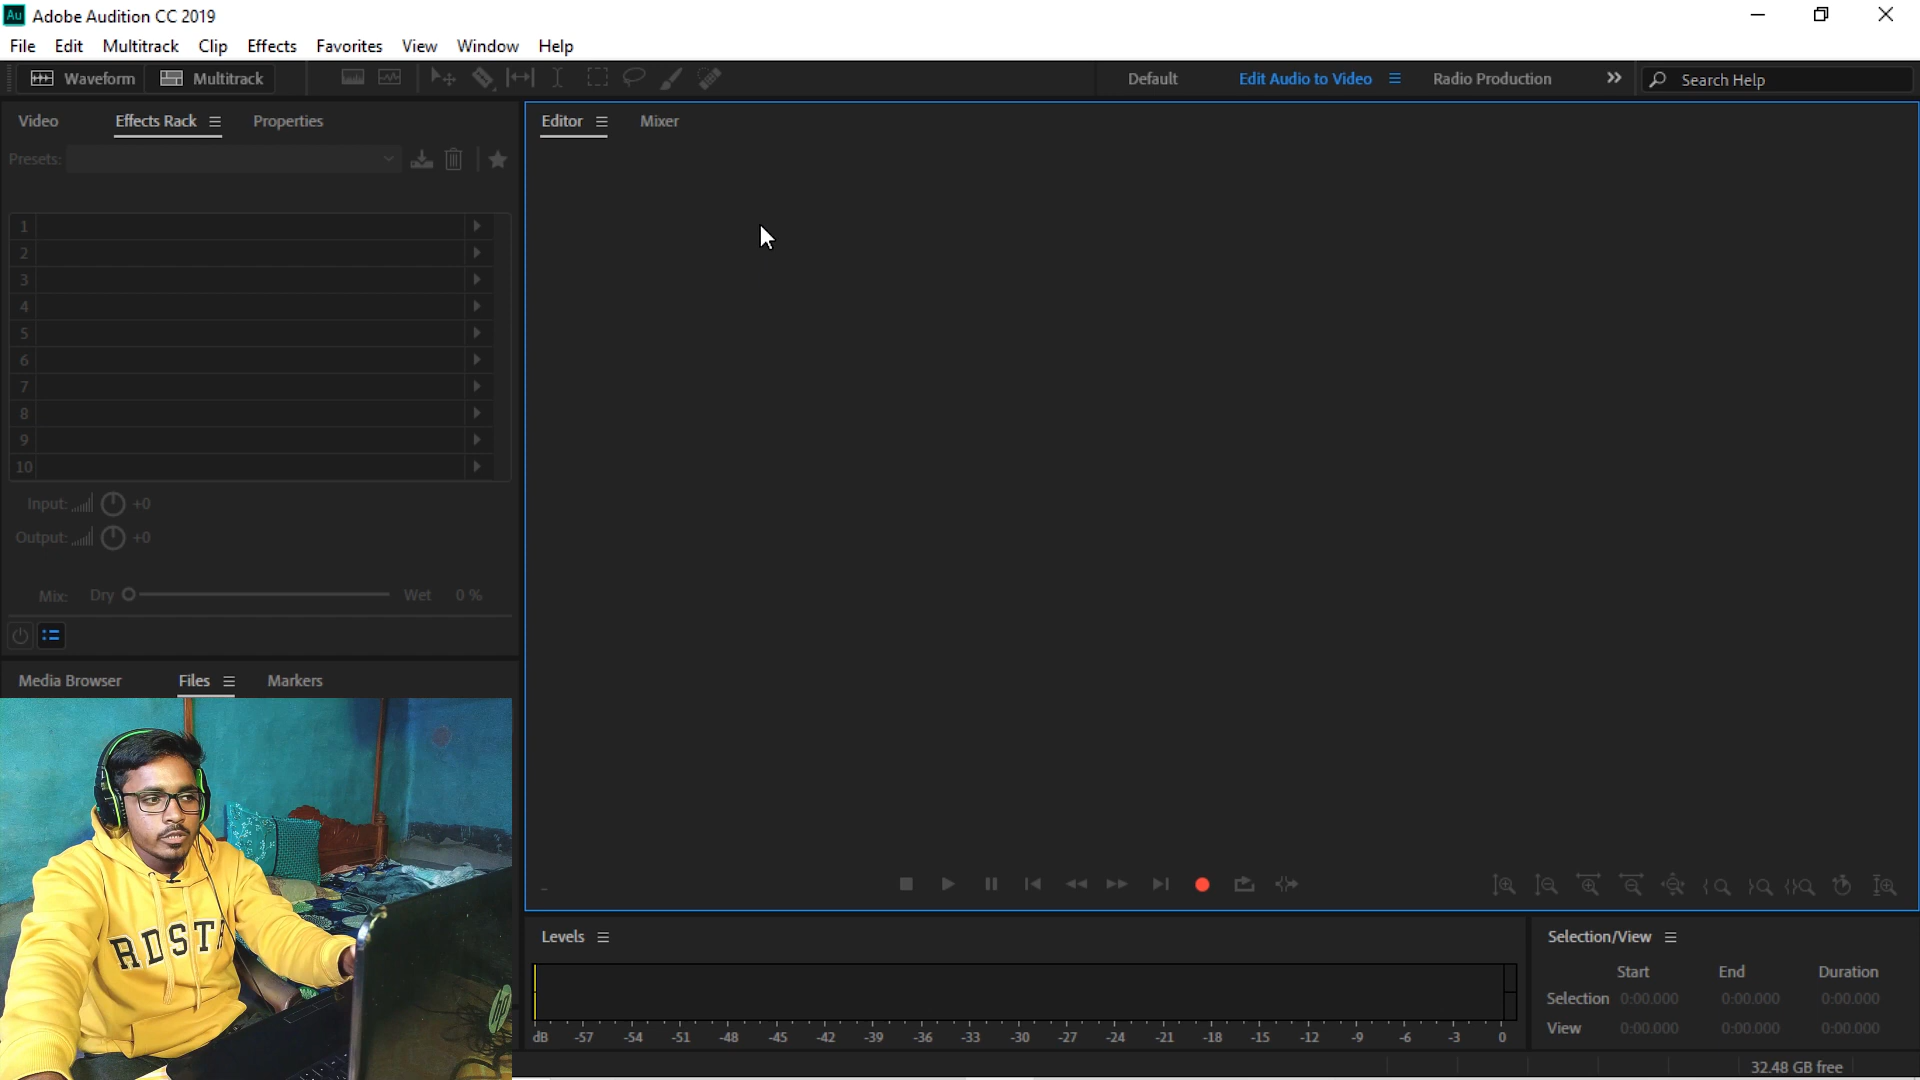 Au Adobe Audition CC 2019
File Edit Multitrack Clip Effects Favorites View Window Help
Waveform Multitrack Default Edit Audio to Video Radio Production Search Help
Video Effects Rack Properties
Editor Mixer
Presets:
1
2
3
4
5
6
7
8
9
10
Input: +0
Output: +0
Mix: Dry Wet 0 %
Media Browser Files Markers
RDSTR
hp
Levels
dB -57 -54 -51 -48 -45 -42 -39 -36 -33 -30 -27 -24 -21 -18 -15 -12 -9 -6 -3 0
Selection/View
Start End Duration
Selection 0:00.000 0:00.000 0:00.000
View 0:00.000 0:00.000 0:00.000
32.48 GB free